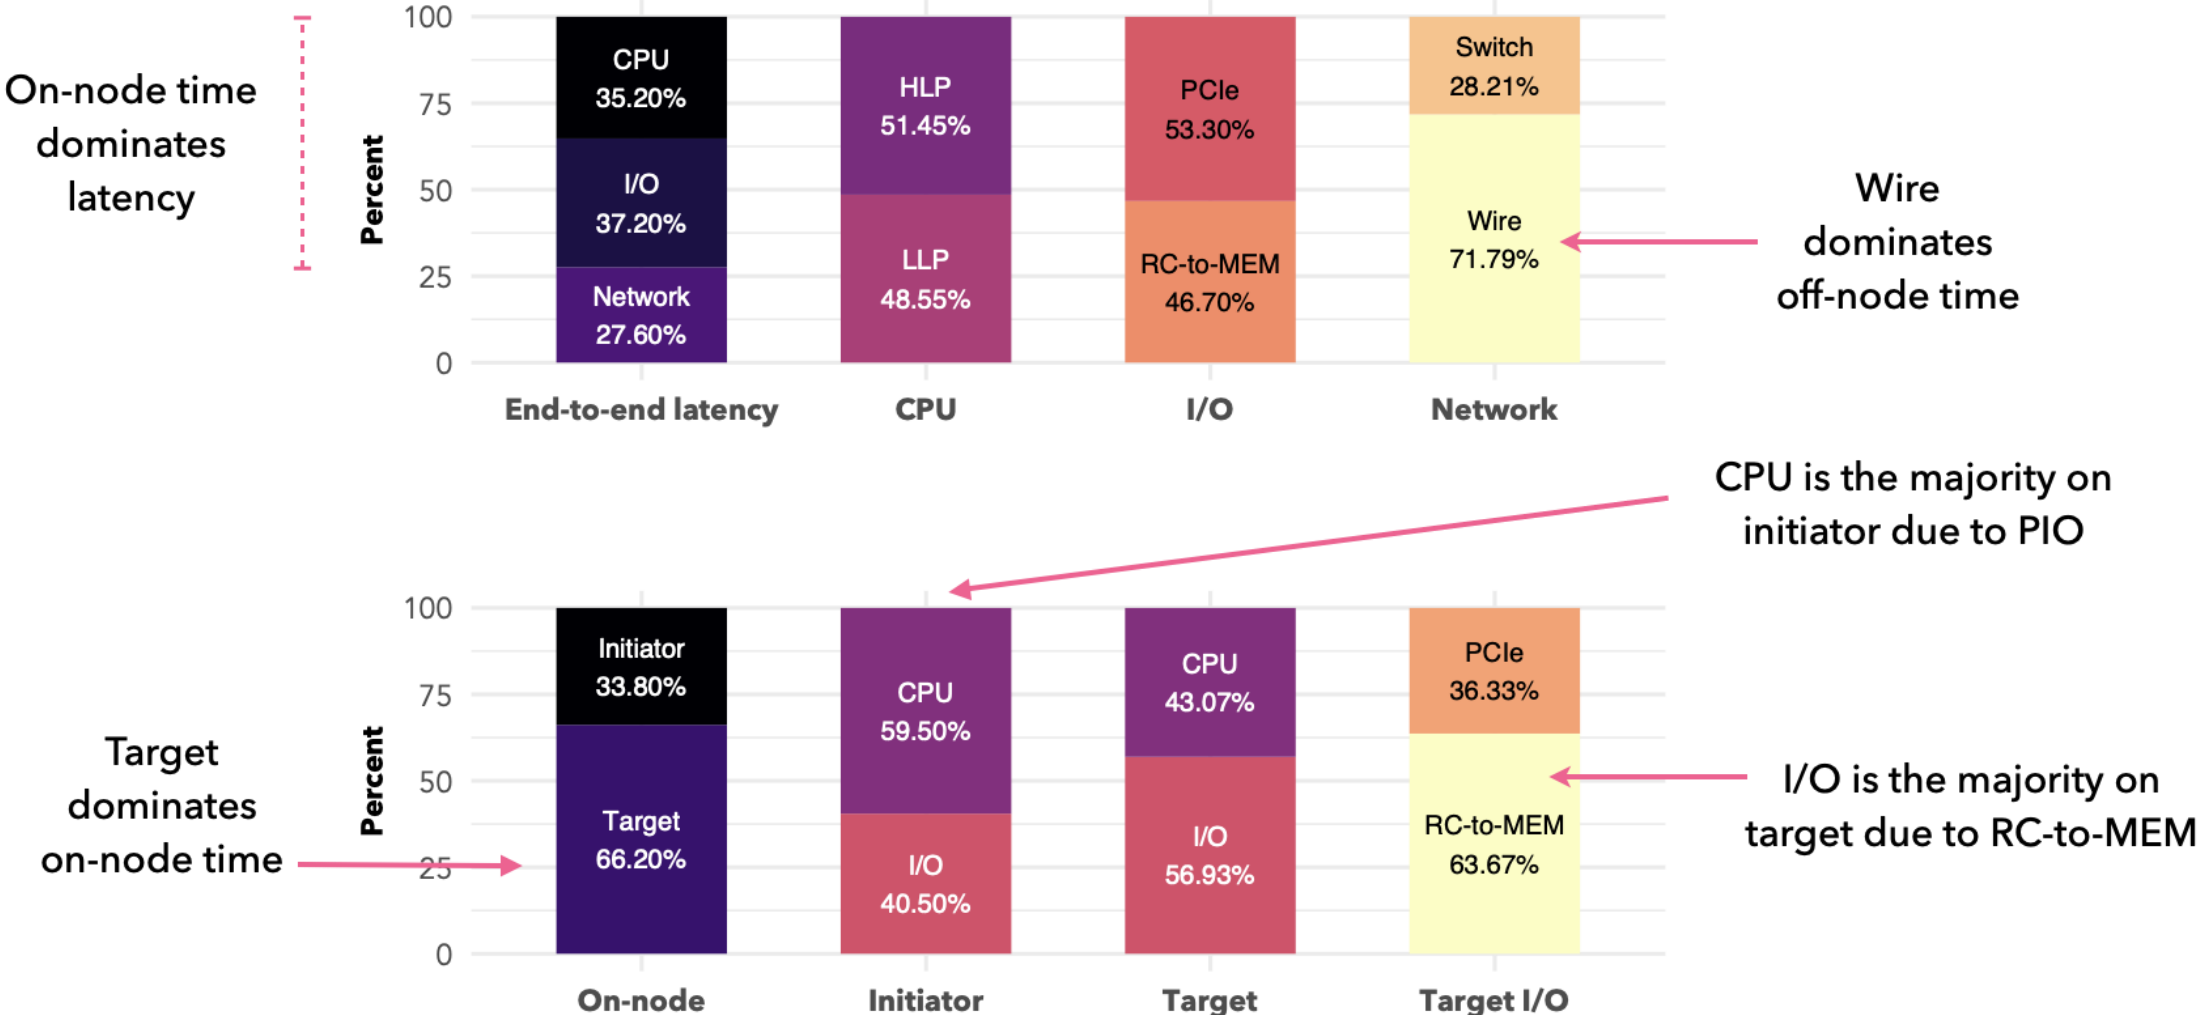 On-node time
dominates
latency
Percent
100
75
50
25
0
CPU
35.20%
I/O
37.20%
Network
27.60%
HLP
51.45%
LLP
48.55%
PCIe
53.30%
RC-to-MEM
46.70%
Switch
28.21%
Wire
71.79%
End-to-end latency
CPU
I/O
Network
Wire
dominates
off-node time
CPU is the majority on
initiator due to PIO
Target
dominates
on-node time
Percent
100
75
50
25
0
Initiator
33.80%
Target
66.20%
CPU
59.50%
I/O
40.50%
CPU
43.07%
I/O
56.93%
PCIe
36.33%
RC-to-MEM
63.67%
On-node
Initiator
Target
Target I/O
I/O is the majority on
target due to RC-to-MEM